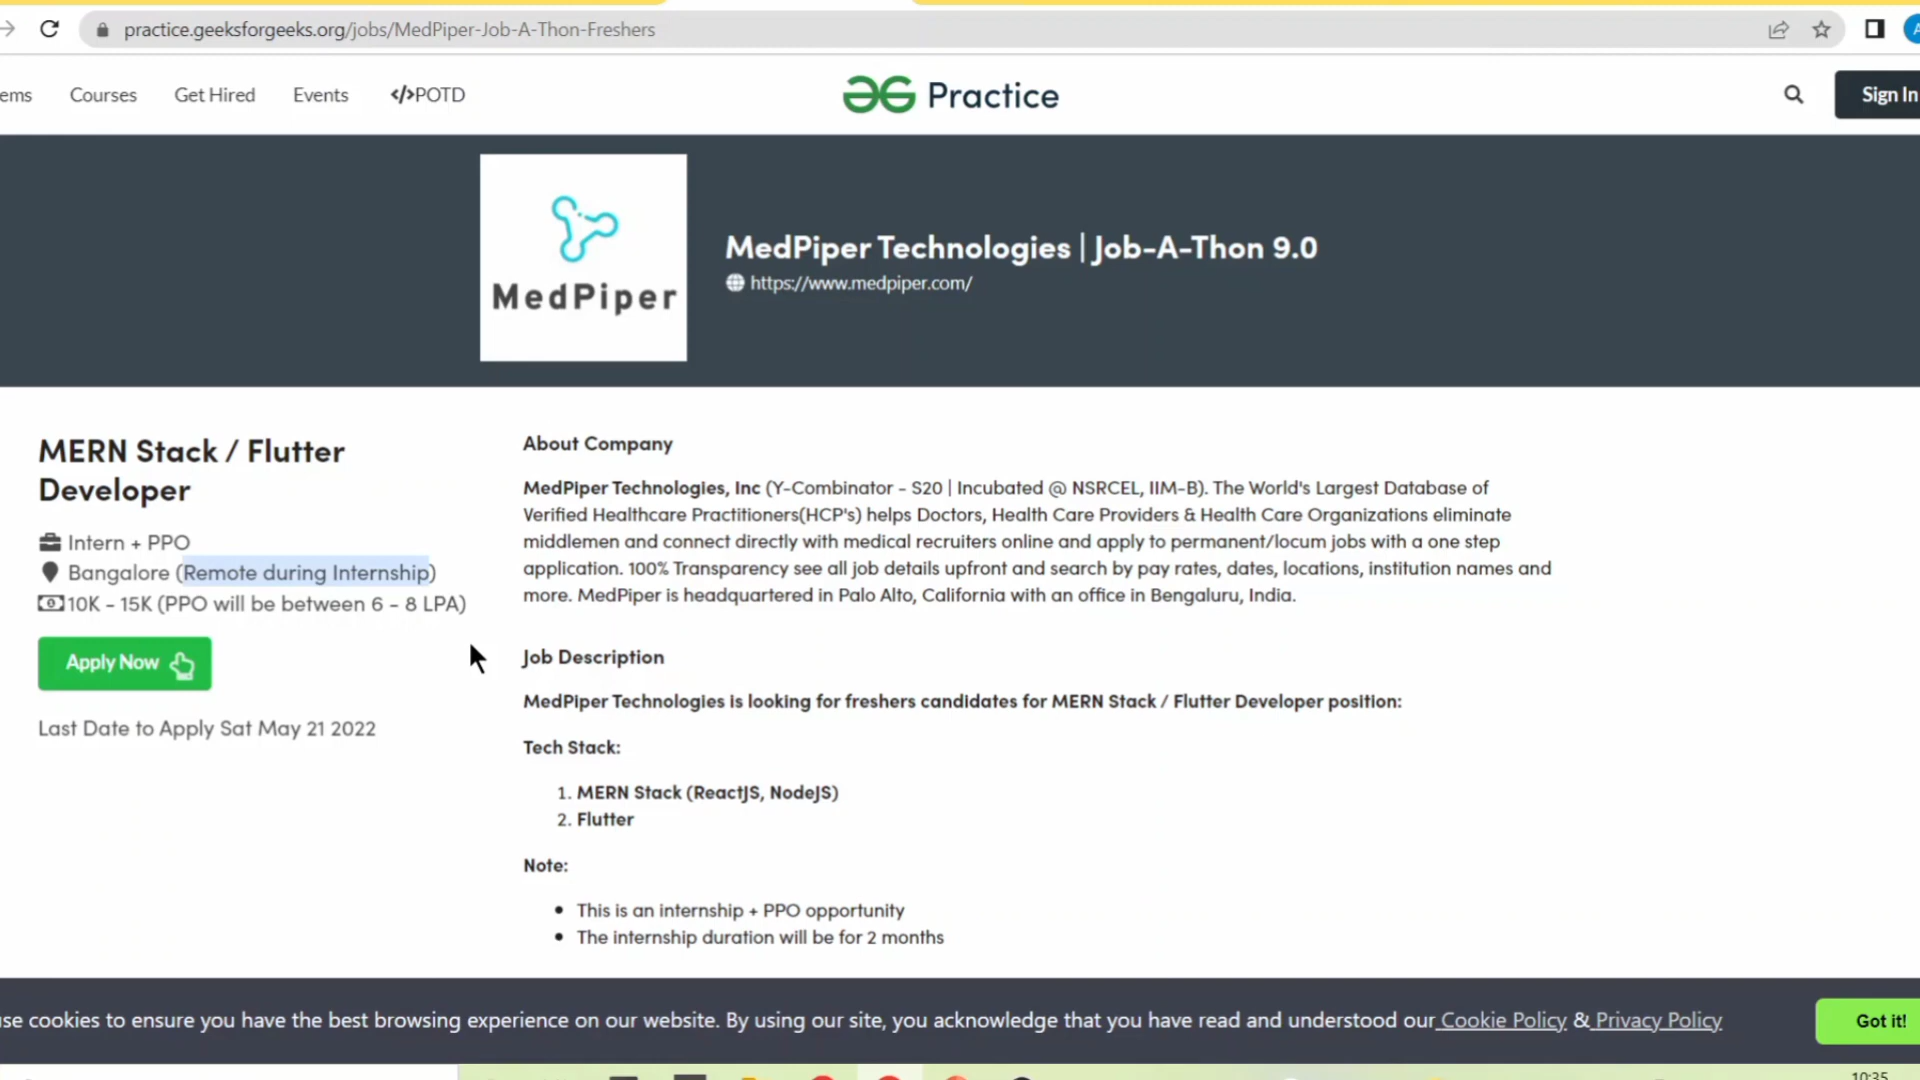 practice.geeksforgeeks.org/jobs/MedPiper-Job-A-Thon-Freshers
ems Courses Get Hired Events </>POTD
Practice
Sign In
MedPiper
MedPiper Technologies | Job-A-Thon 9.0
https://www.medpiper.com/
MERN Stack / Flutter
Developer
Intern + PPO
Bangalore (Remote during Internship)
10K - 15K (PPO will be between 6 - 8 LPA)
Apply Now
Last Date to Apply Sat May 21 2022
About Company
MedPiper Technologies, Inc (Y-Combinator - S20 | Incubated @ NSRCEL, IIM-B). The World's Largest Database of
Verified Healthcare Practitioners(HCP's) helps Doctors, Health Care Providers & Health Care Organizations eliminate
middlemen and connect directly with medical recruiters online and apply to permanent/locum jobs with a one step
application. 100% Transparency see all job details upfront and search by pay rates, dates, locations, institution names and
more. MedPiper is headquartered in Palo Alto, California with an office in Bengaluru, India.
Job Description
MedPiper Technologies is looking for freshers candidates for MERN Stack / Flutter Developer position:
Tech Stack:
1. MERN Stack (ReactJS, NodeJS)
2. Flutter
Note:
• This is an internship + PPO opportunity
• The internship duration will be for 2 months
se cookies to ensure you have the best browsing experience on our website. By using our site, you acknowledge that you have read and understood our Cookie Policy & Privacy Policy
Got it!
10:35